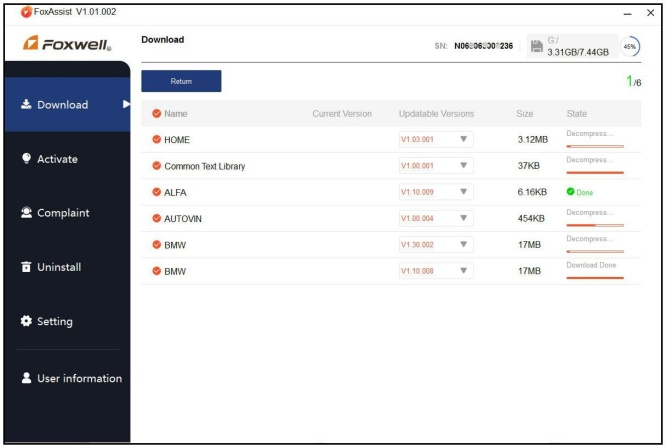 FoxAssist V1.01.002
Foxwell®
Download
SN:
G:/
3.31GB/7.44GB
45%
Return
1/6
Download
Activate
Complaint
Uninstall
Setting
User information
Name Current Version Updatable Versions Size State
HOME V1.03.001 3.12MB Decompress...
Common Text Library V1.00.001 37KB Decompress...
ALFA V1.10.009 6.16KB Done
AUTOVIN V1.00.004 454KB Decompress...
BMW V1.30.002 17MB Decompress...
BMW V1.10.008 17MB Download Done